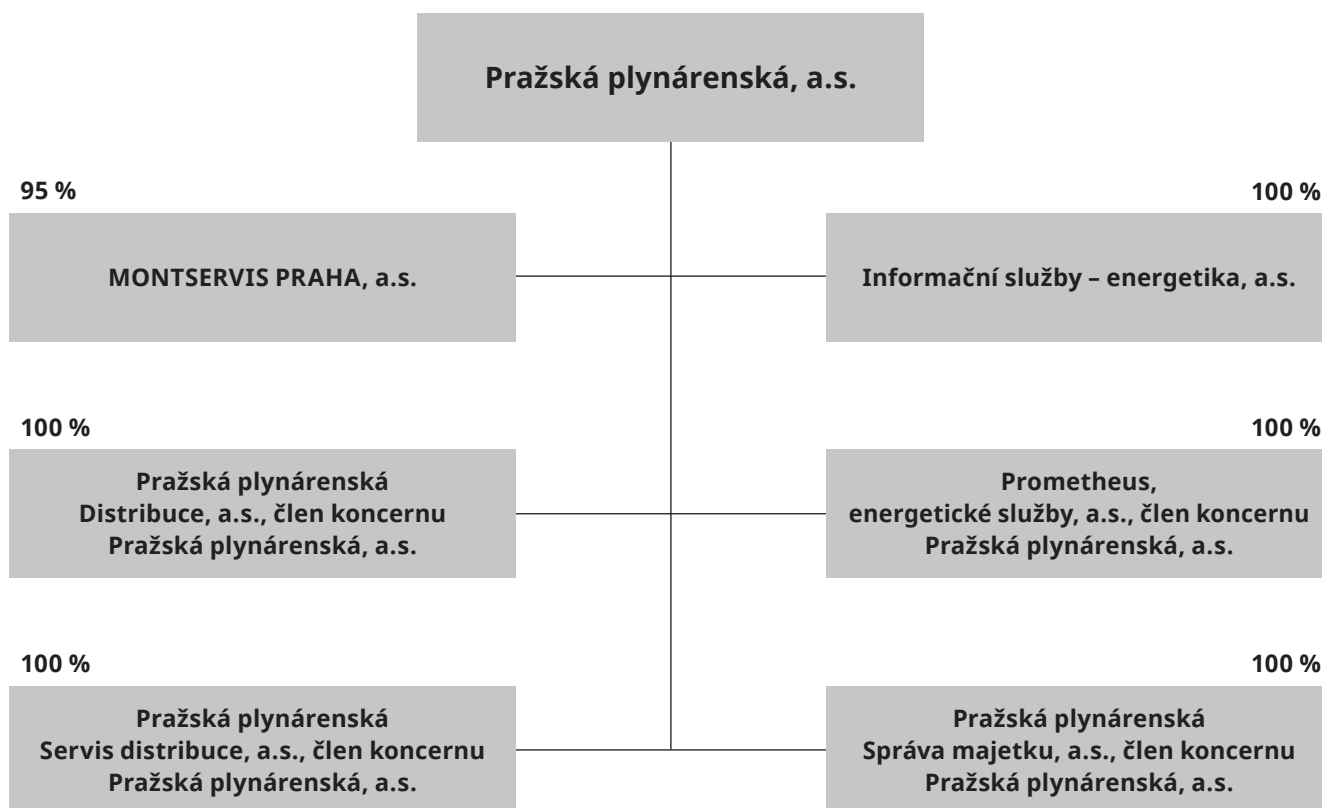 Pražská plynárenská, a.s.
95 %
100 %
MONTSERVIS PRAHA, a.s.
Informační služby – energetika, a.s.
100 %
100 %
Pražská plynárenská
Distribuce, a.s., člen koncernu
Pražská plynárenská, a.s.
Prometheus,
energetické služby, a.s., člen koncernu
Pražská plynárenská, a.s.
100 %
100 %
Pražská plynárenská
Servis distribuce, a.s., člen koncernu
Pražská plynárenská, a.s.
Pražská plynárenská
Správa majetku, a.s., člen koncernu
Pražská plynárenská, a.s.